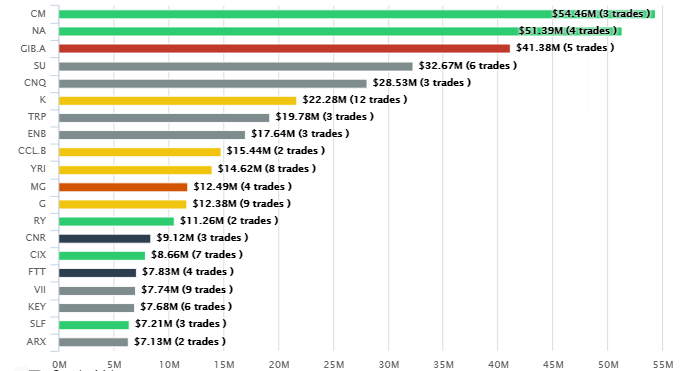 CM $54.46M (3 trades )
NA $51.39M (4 trades )
GIB.A $41.38M (5 trades )
SU $32.67M (6 trades )
CNQ $28.53M (3 trades )
K $22.28M (12 trades )
TRP $19.78M (3 trades )
ENB $17.64M (3 trades )
CCL.B $15.44M (2 trades )
YRI $14.62M (8 trades )
MG $12.49M (4 trades )
G $12.38M (9 trades )
RY $11.26M (2 trades )
CNR $9.12M (3 trades )
CIX $8.66M (7 trades )
FTT $7.83M (4 trades )
VII $7.74M (9 trades )
KEY $7.68M (6 trades )
SLF $7.21M (3 trades )
ARX $7.13M (2 trades )
0M 5M 10M 15M 20M 25M 30M 35M 40M 45M 50M 55M